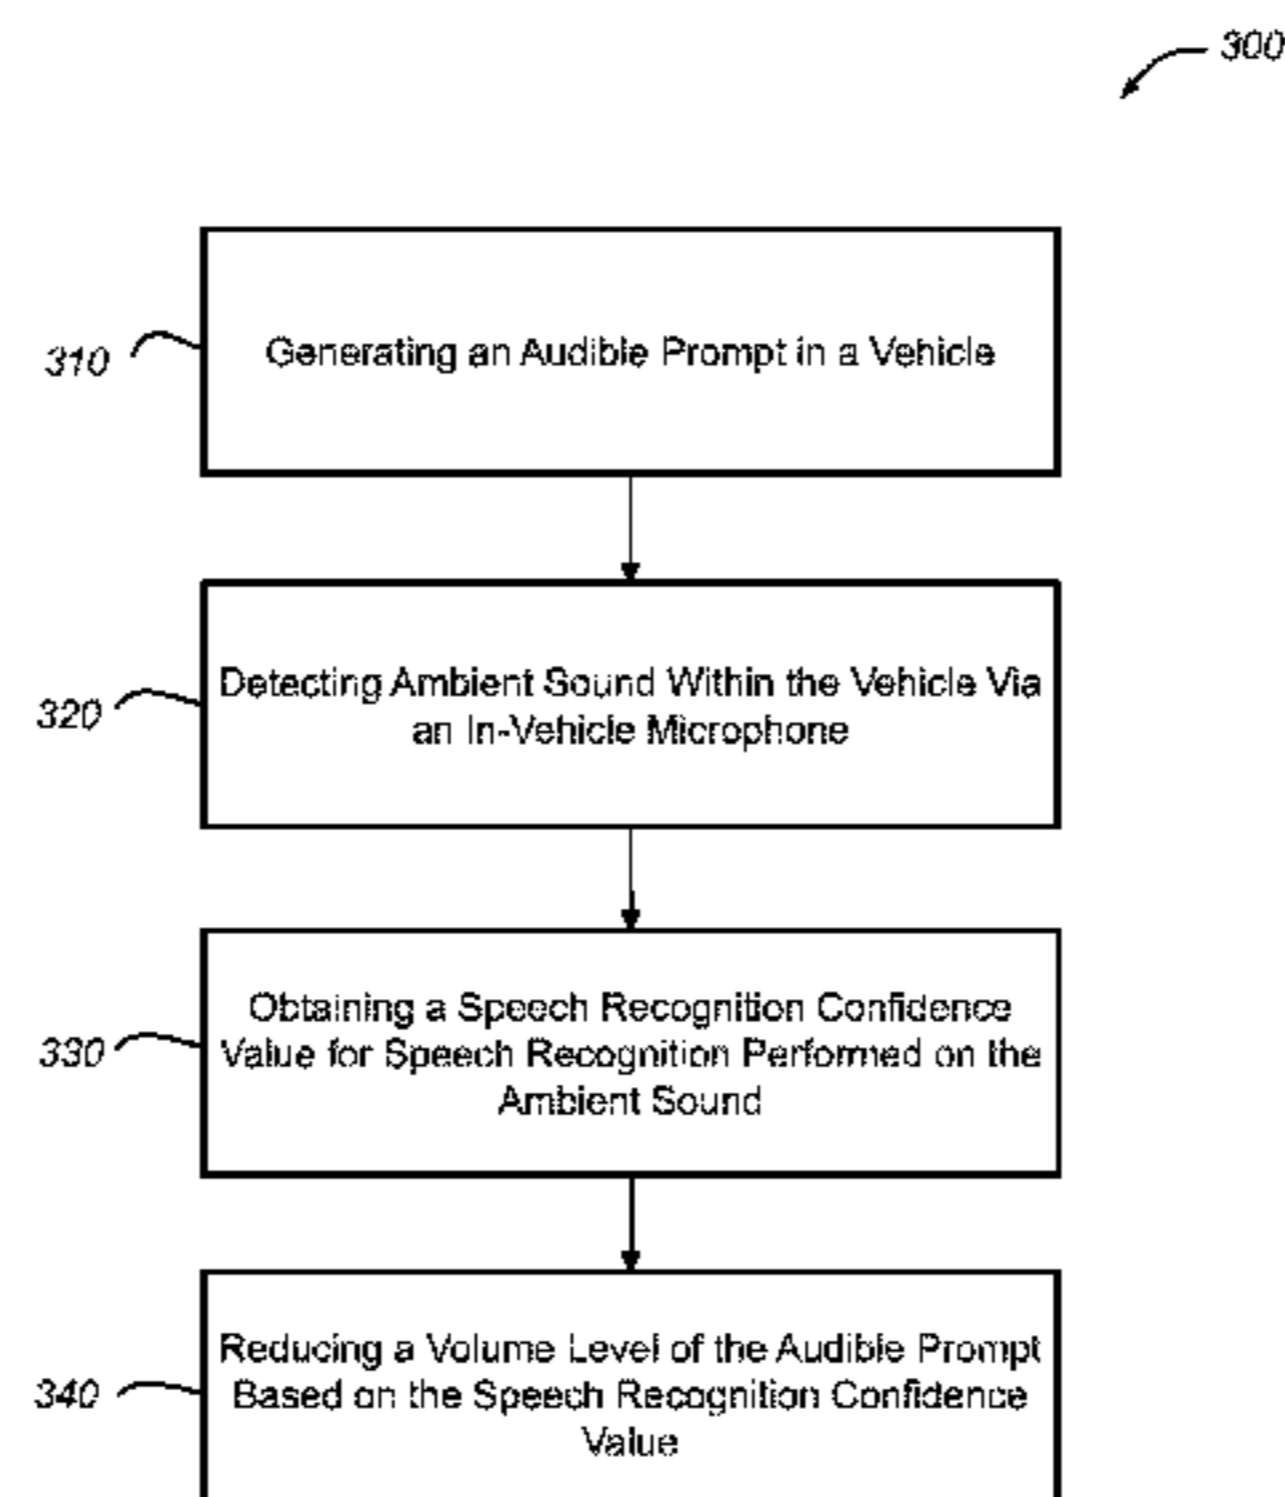 300
310
Generating an Audible Prompt in a Vehicle
320
Detecting Ambient Sound Within the Vehicle Via
an In-Vehicle Microphone
330
Obtaining a Speech Recognition Confidence
Value for Speech Recognition Performed on the
Ambient Sound
340
Reducing a Volume Level of the Audible Prompt
Based on the Speech Recognition Confidence
Value